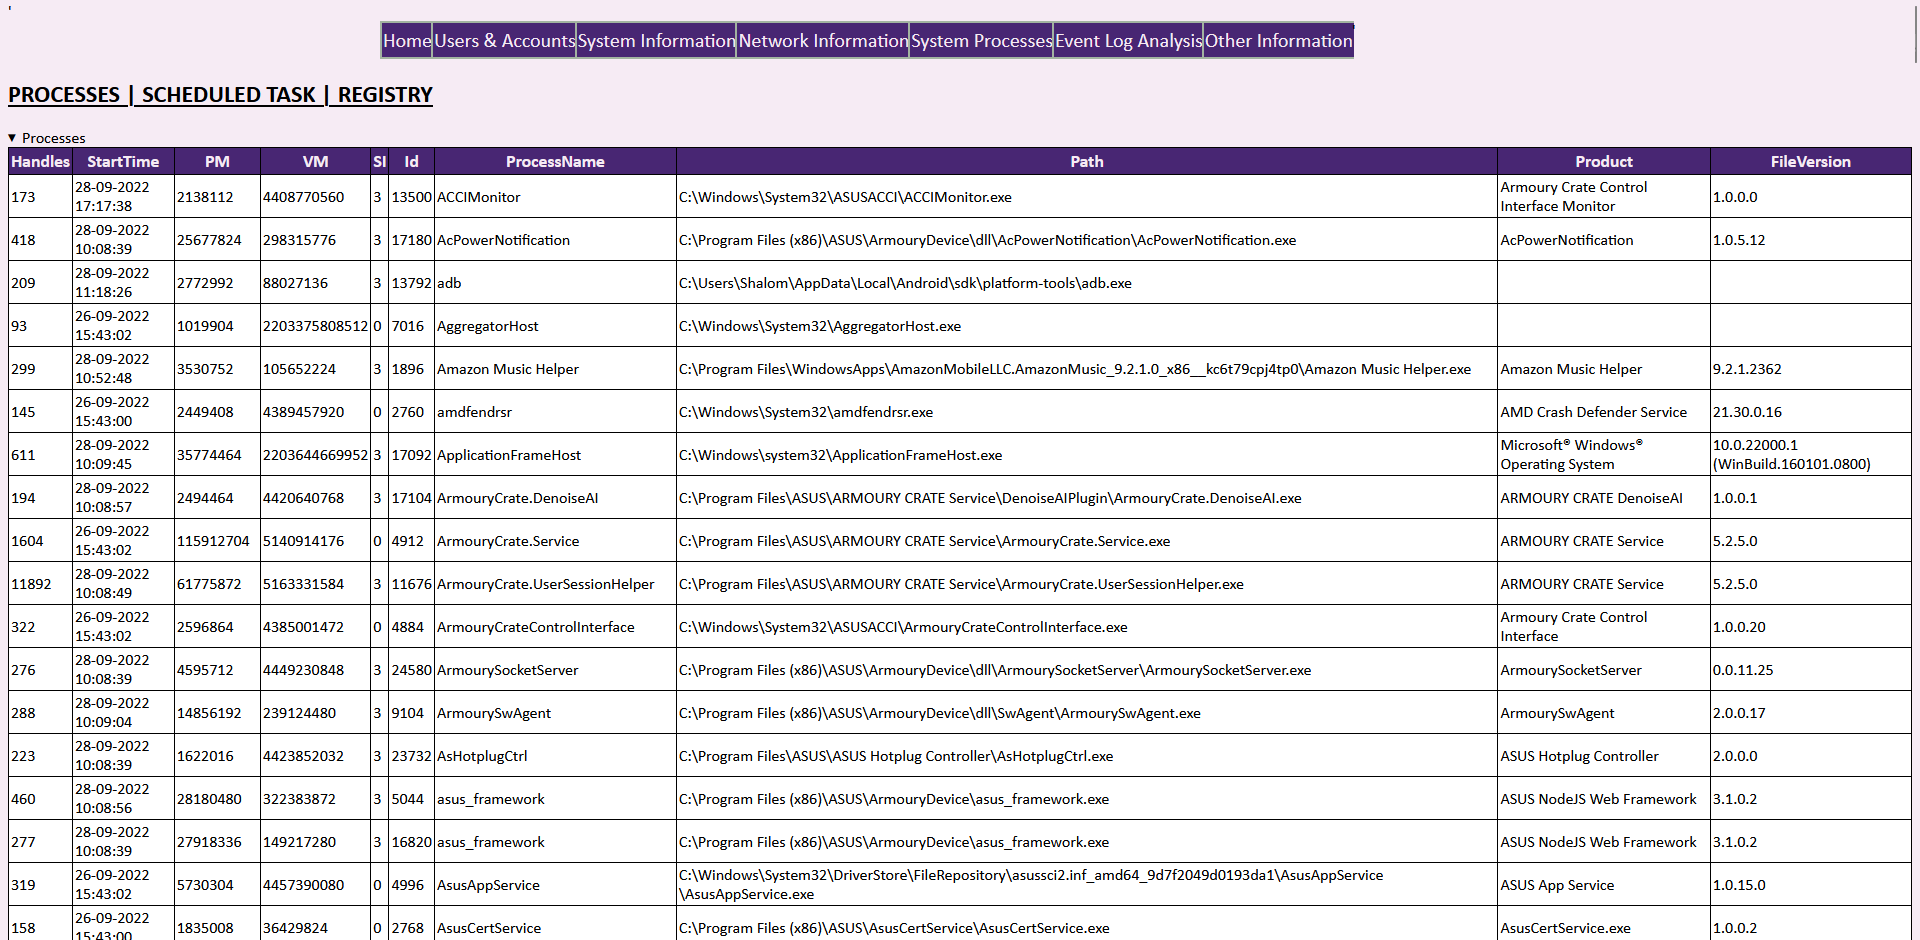 '
Home Users & Accounts System Information Network Information System Processes Event Log Analysis Other Information
PROCESSES | SCHEDULED TASK | REGISTRY
▼ Processes
Handles StartTime PM VM SI Id ProcessName Path Product FileVersion
173 28-09-2022 17:17:38 2138112 4408770560 3 13500 ACCIMonitor C:\Windows\System32\ASUSACCI\ACCIMonitor.exe Armoury Crate Control Interface Monitor 1.0.0.0
418 28-09-2022 10:08:39 25677824 298315776 3 17180 AcPowerNotification C:\Program Files (x86)\ASUS\ArmouryDevice\dll\AcPowerNotification\AcPowerNotification.exe AcPowerNotification 1.0.5.12
209 28-09-2022 11:18:26 2772992 88027136 3 13792 adb C:\Users\Shalom\AppData\Local\Android\sdk\platform-tools\adb.exe
93 26-09-2022 15:43:02 1019904 2203375808512 0 7016 AggregatorHost C:\Windows\System32\AggregatorHost.exe
299 28-09-2022 10:52:48 3530752 105652224 3 1896 Amazon Music Helper C:\Program Files\WindowsApps\AmazonMobileLLC.AmazonMusic_9.2.1.0_x86__kc6t79cpj4tp0\Amazon Music Helper.exe Amazon Music Helper 9.2.1.2362
145 26-09-2022 15:43:00 2449408 4389457920 0 2760 amdfendrsr C:\Windows\System32\amdfendrsr.exe AMD Crash Defender Service 21.30.0.16
611 28-09-2022 10:09:45 35774464 2203644669952 3 17092 ApplicationFrameHost C:\Windows\system32\ApplicationFrameHost.exe Microsoft® Windows® Operating System 10.0.22000.1 (WinBuild.160101.0800)
194 28-09-2022 10:08:57 2494464 4420640768 3 17104 ArmouryCrate.DenoiseAI C:\Program Files\ASUS\ARMOURY CRATE Service\DenoiseAIPlugin\ArmouryCrate.DenoiseAI.exe ARMOURY CRATE DenoiseAI 1.0.0.1
1604 26-09-2022 15:43:02 115912704 5140914176 0 4912 ArmouryCrate.Service C:\Program Files\ASUS\ARMOURY CRATE Service\ArmouryCrate.Service.exe ARMOURY CRATE Service 5.2.5.0
11892 28-09-2022 10:08:49 61775872 5163331584 3 11676 ArmouryCrate.UserSessionHelper C:\Program Files\ASUS\ARMOURY CRATE Service\ArmouryCrate.UserSessionHelper.exe ARMOURY CRATE Service 5.2.5.0
322 26-09-2022 15:43:02 2596864 4385001472 0 4884 ArmouryCrateControlInterface C:\Windows\System32\ASUSACCI\ArmouryCrateControlInterface.exe Armoury Crate Control Interface 1.0.0.20
276 28-09-2022 10:08:39 4595712 4449230848 3 24580 ArmourySocketServer C:\Program Files (x86)\ASUS\ArmouryDevice\dll\ArmourySocketServer\ArmourySocketServer.exe ArmourySocketServer 0.0.11.25
288 28-09-2022 10:09:04 14856192 239124480 3 9104 ArmourySwAgent C:\Program Files (x86)\ASUS\ArmouryDevice\dll\SwAgent\ArmourySwAgent.exe ArmourySwAgent 2.0.0.17
223 28-09-2022 10:08:39 1622016 4423852032 3 23732 AsHotplugCtrl C:\Program Files\ASUS\ASUS Hotplug Controller\AsHotplugCtrl.exe ASUS Hotplug Controller 2.0.0.0
460 28-09-2022 10:08:56 28180480 322383872 3 5044 asus_framework C:\Program Files (x86)\ASUS\ArmouryDevice\asus_framework.exe ASUS NodeJS Web Framework 3.1.0.2
277 28-09-2022 10:08:39 27918336 149217280 3 16820 asus_framework C:\Program Files (x86)\ASUS\ArmouryDevice\asus_framework.exe ASUS NodeJS Web Framework 3.1.0.2
319 26-09-2022 15:43:02 5730304 4457390080 0 4996 AsusAppService C:\Windows\System32\DriverStore\FileRepository\asussci2.inf_amd64_9d7f2049d0193da1\AsusAppService\AsusAppService.exe ASUS App Service 1.0.15.0
158 26-09-2022 15:43:00 1835008 36429824 0 2768 AsusCertService C:\Program Files (x86)\ASUS\AsusCertService\AsusCertService.exe AsusCertService.exe 1.0.0.2